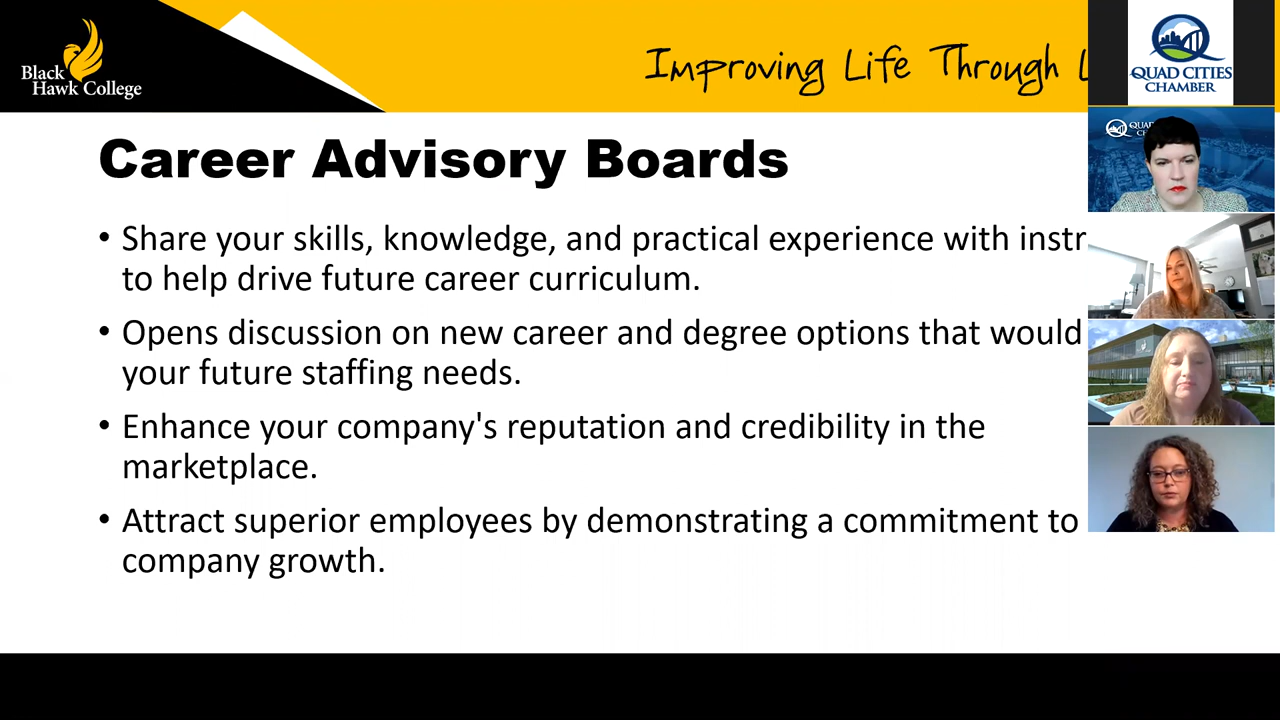 Black
Hawk College
Improving Life Through
QUAD CITIES
CHAMBER
QUAD
Career Advisory Boards
• Share your skills, knowledge, and practical experience with instr
to help drive future career curriculum.
• Opens discussion on new career and degree options that would
your future staffing needs.
• Enhance your company's reputation and credibility in the
marketplace.
• Attract superior employees by demonstrating a commitment to
company growth.